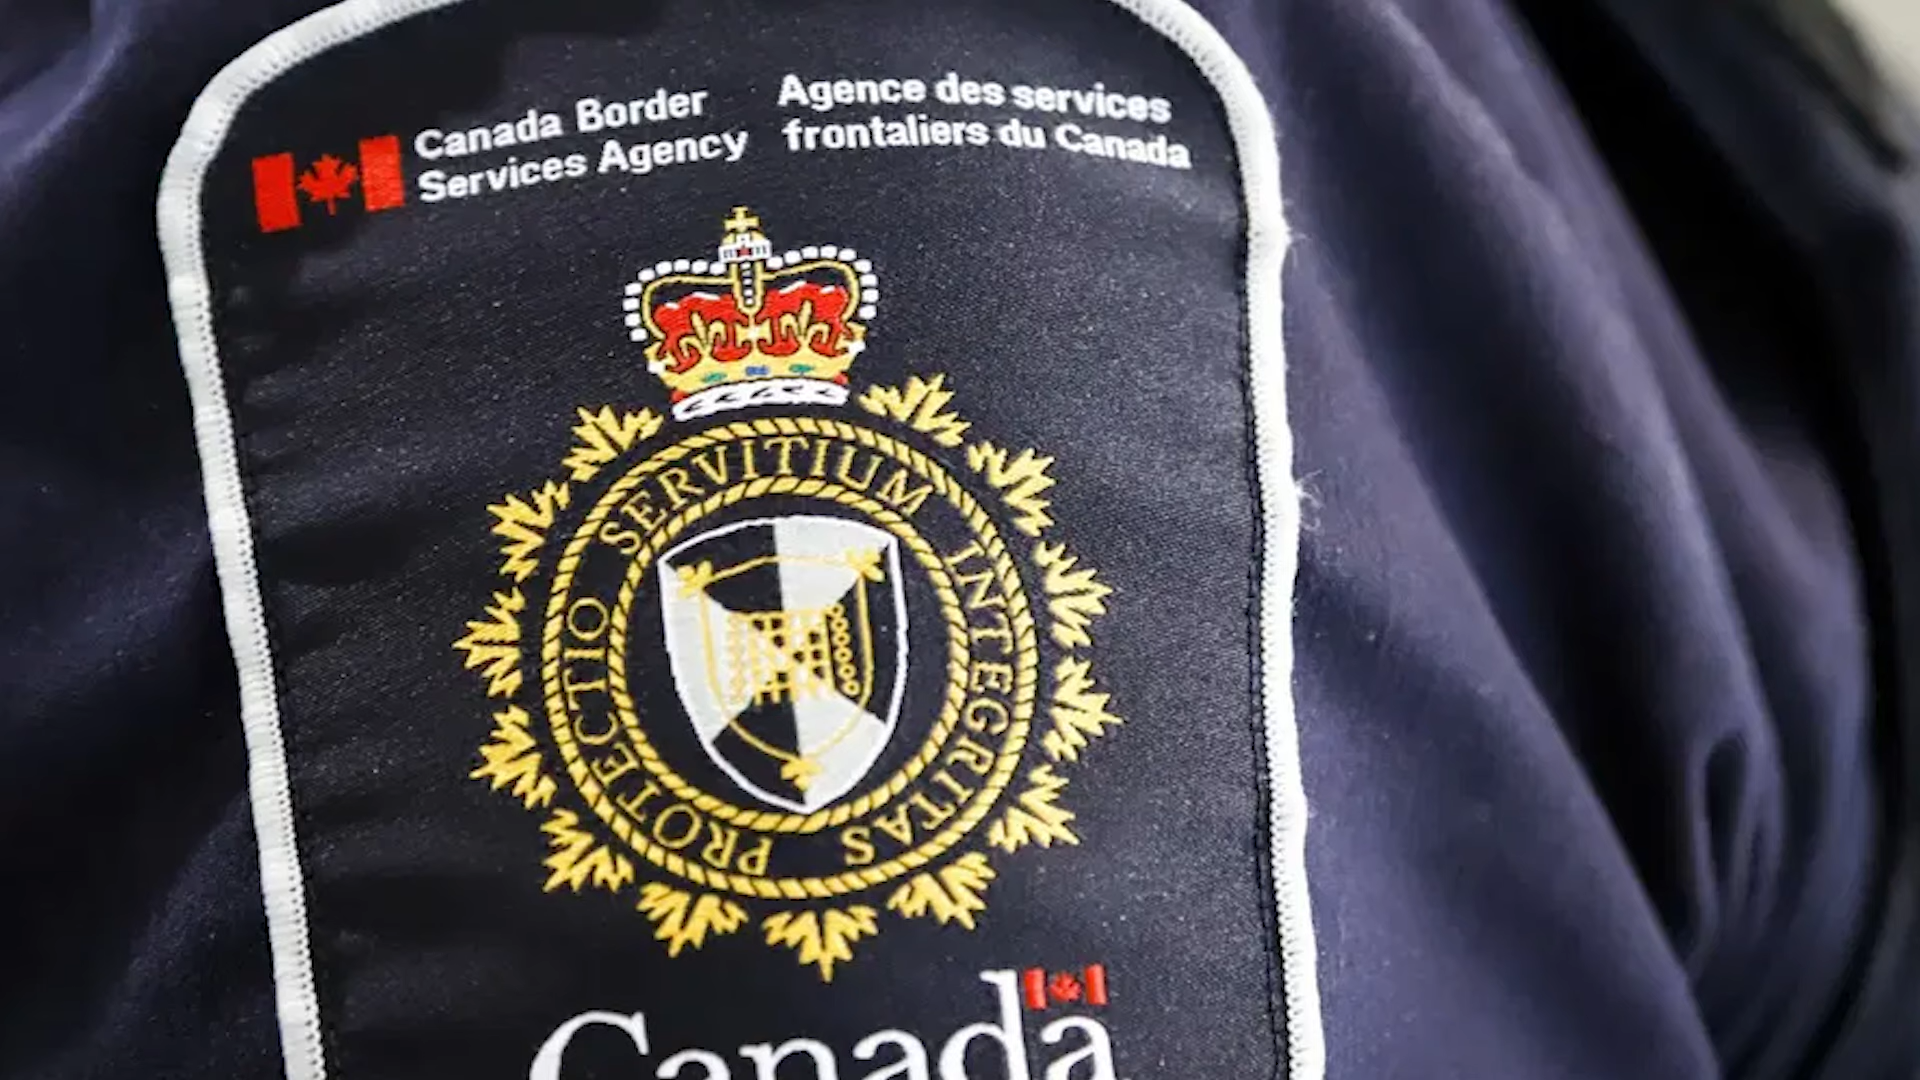 Canada Border
Services Agency
Agence des services
frontaliers du Canada
PROTECTIO SERVITIUM INTEGRITAS
Canada